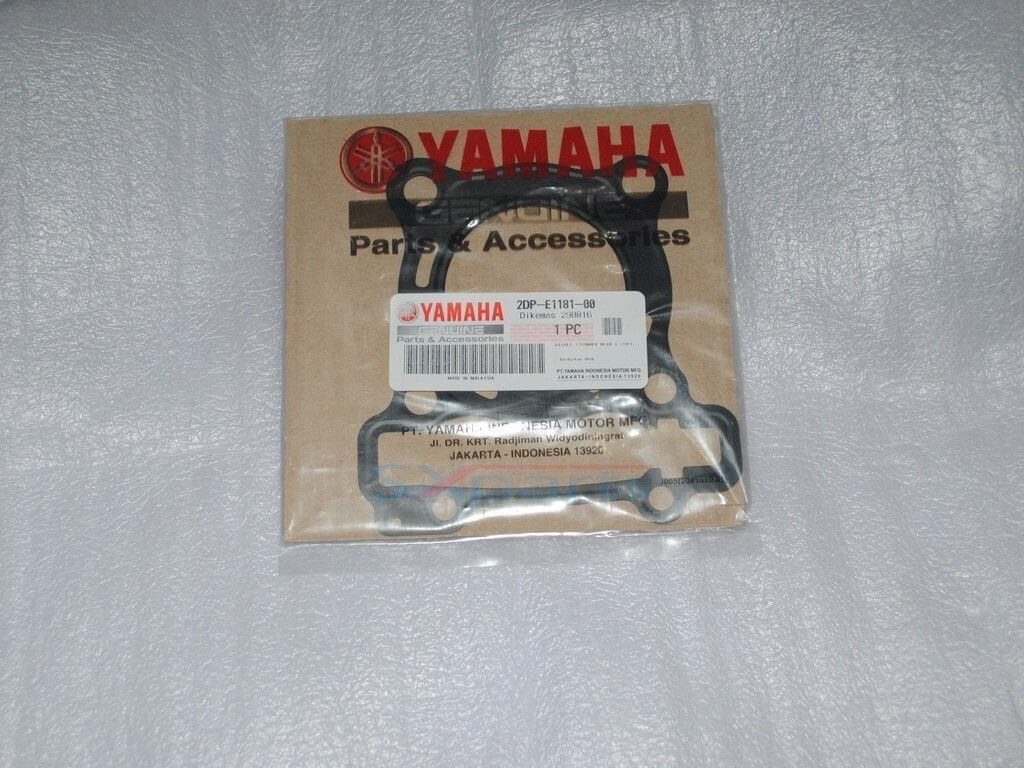 YAMAHA
GENUINE
Parts & Accessories
YAMAHA
GENUINE
Parts & Accessories
2DP-E1181-00
Dikemas 290816
1 PC
MADE IN MALAYSIA
PT. YAMAHA INDONESIA MOTOR MFG.
JAKARTA-INDONESIA 13920
PT. YAMAHA INDONESIA MOTOR MFG.
Jl. DR. KRT. Radjiman Widyodiningrat
JAKARTA - INDONESIA 13920